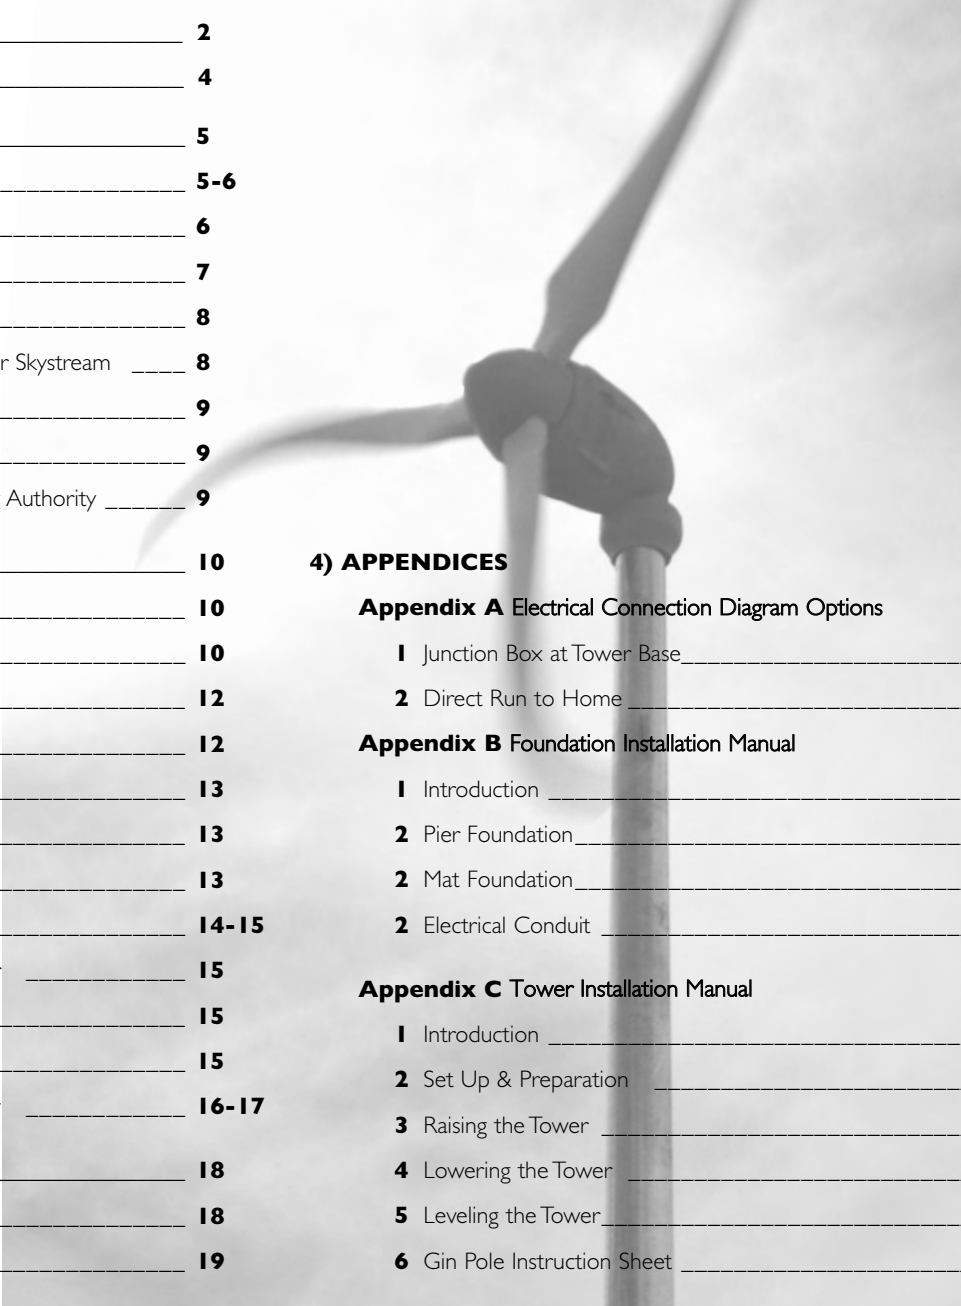 2
4
5
5-6
6
7
8
r Skystream 8
9
9
Authority 9
10
10
10
12
12
13
13
13
14-15
15
15
15
16-17
18
18
19
4) APPENDICES
Appendix A Electrical Connection Diagram Options
1 Junction Box at Tower Base
2 Direct Run to Home
Appendix B Foundation Installation Manual
1 Introduction
2 Pier Foundation
2 Mat Foundation
2 Electrical Conduit
Appendix C Tower Installation Manual
1 Introduction
2 Set Up & Preparation
3 Raising the Tower
4 Lowering the Tower
5 Leveling the Tower
6 Gin Pole Instruction Sheet